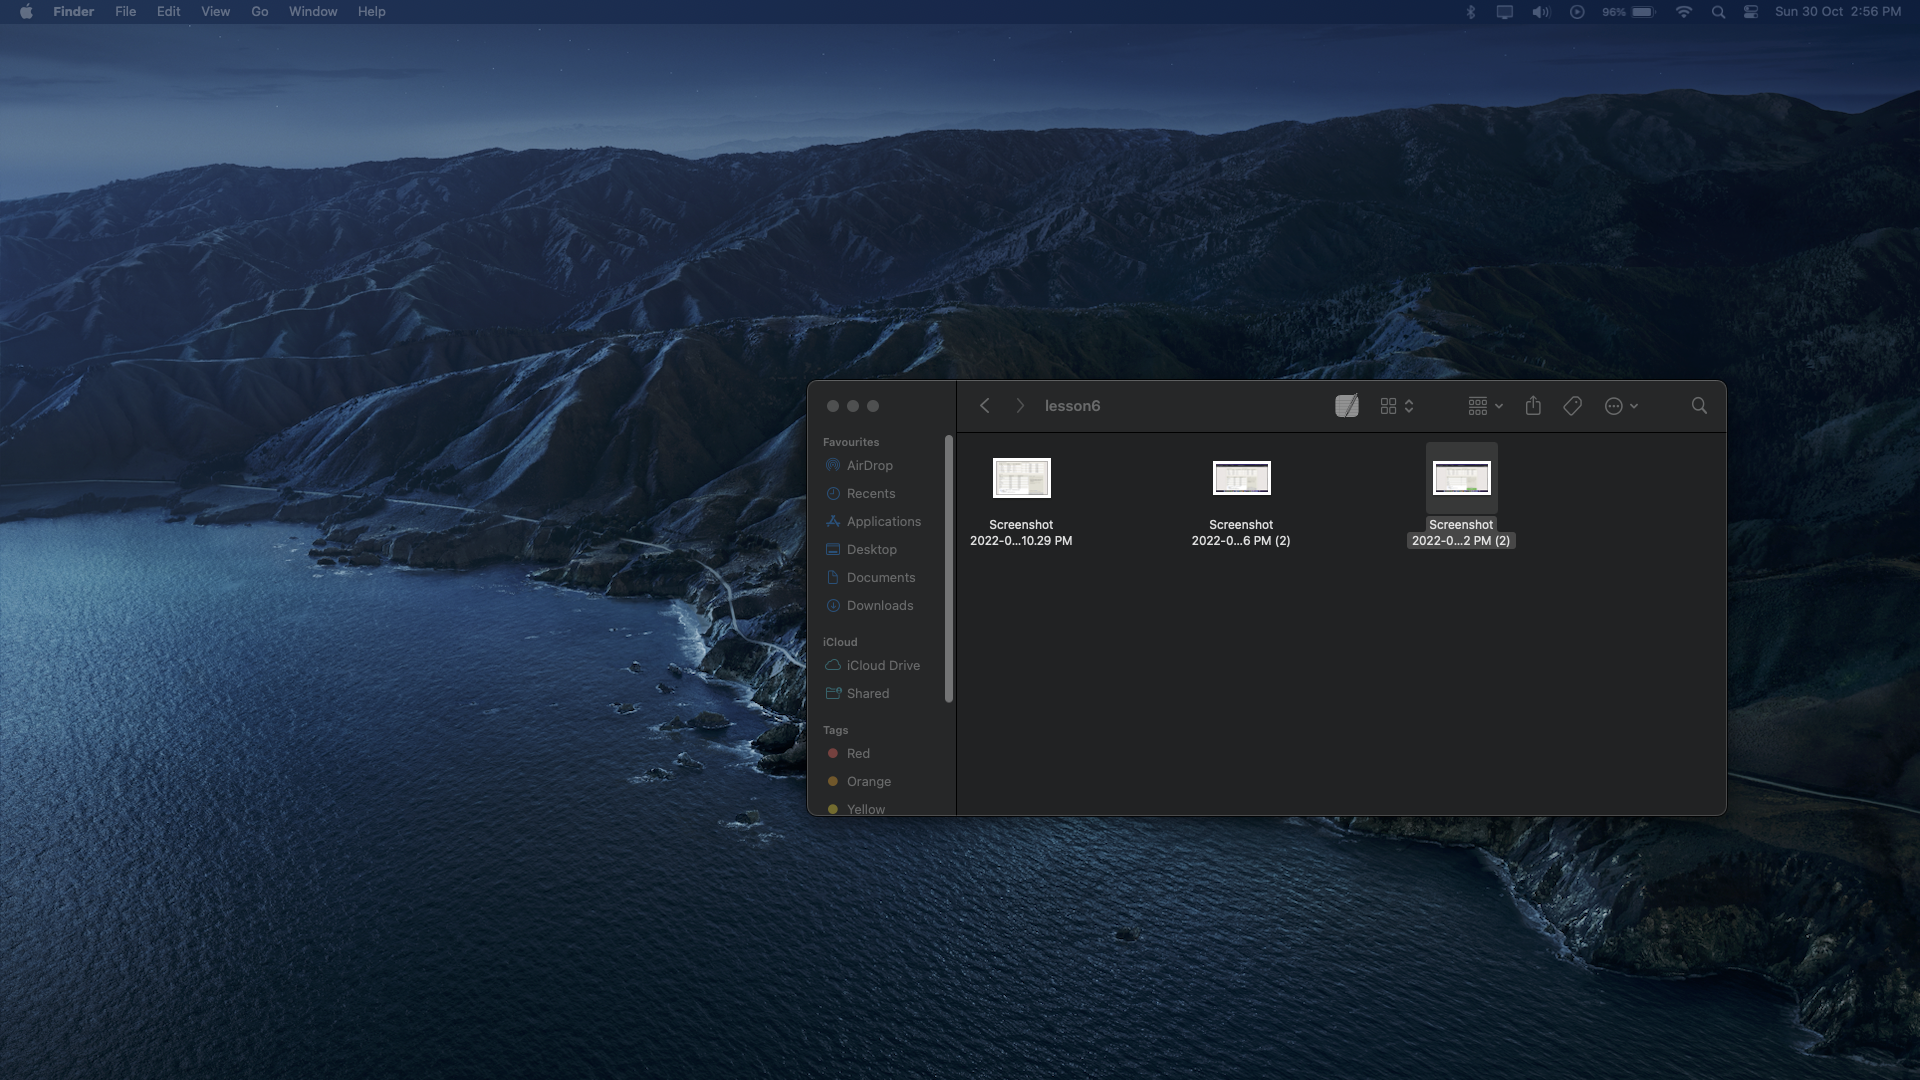 Finder File Edit View Go Window Help
96% Sun 30 Oct 2:56 PM
lesson6
Favourites
AirDrop
Recents
Applications
Desktop
Documents
Downloads
iCloud
iCloud Drive
Shared
Tags
Red
Orange
Yellow
Screenshot
2022-0...10.29 PM
Screenshot
2022-0...6 PM (2)
Screenshot
2022-0...2 PM (2)